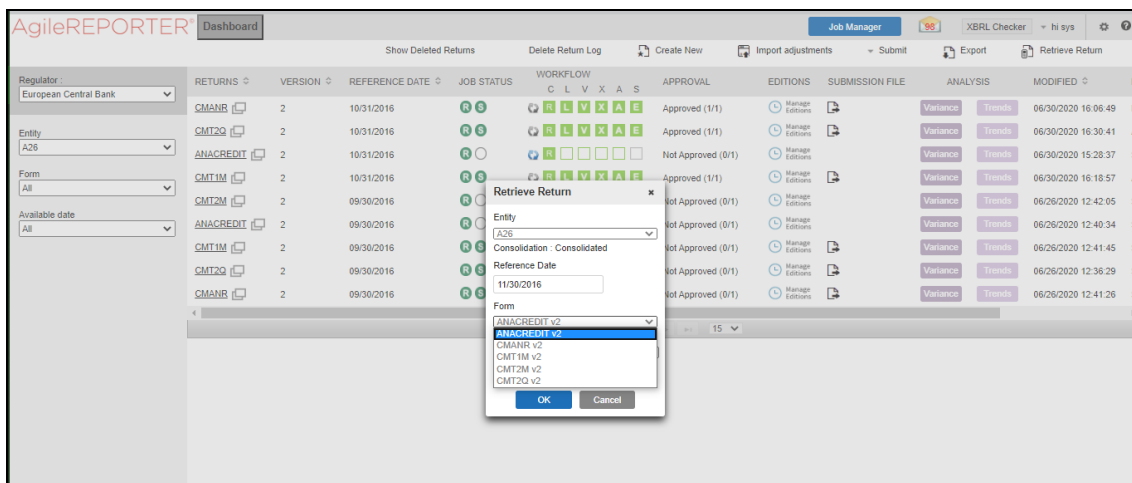 AgileREPORTER® Dashboard Job Manager XBRL Checker hi sys
Show Deleted Returns Delete Return Log Create New Import adjustments Submit Export Retrieve Return
Regulator :
European Central Bank
Entity
A26
Form
All
Available date
All
RETURNS VERSION REFERENCE DATE JOB STATUS WORKFLOW APPROVAL EDITIONS SUBMISSION FILE ANALYSIS MODIFIED
C L V X A S
CMANR 2 10/31/2016 R S R L V X A E Approved (1/1) Manage Editions Variance Trends 06/30/2020 16:06:49
CMT2Q 2 10/31/2016 R S R L V X A E Approved (1/1) Manage Editions Variance Trends 06/30/2020 16:30:41
ANACREDIT 2 10/31/2016 R R Not Approved (0/1) Manage Editions Variance Trends 06/30/2020 15:28:37
CMT1M 2 10/31/2016 R S R L V X A E Approved (1/1) Manage Editions Variance Trends 06/30/2020 16:18:57
CMT2M 2 09/30/2016 R Not Approved (0/1) Manage Editions Variance Trends 06/26/2020 12:42:05
ANACREDIT 2 09/30/2016 R Not Approved (0/1) Manage Editions Variance Trends 06/26/2020 12:40:34
CMT1M 2 09/30/2016 R S Not Approved (0/1) Manage Editions Variance Trends 06/26/2020 12:41:45
CMT2Q 2 09/30/2016 R S Not Approved (0/1) Manage Editions Variance Trends 06/26/2020 12:36:29
CMANR 2 09/30/2016 R S Not Approved (0/1) Manage Editions Variance Trends 06/26/2020 12:41:26
15
Retrieve Return ×
Entity
A26
Consolidation : Consolidated
Reference Date
11/30/2016
Form
ANACREDIT v2
ANACREDIT v2
CMANR v2
CMT1M v2
CMT2M v2
CMT2Q v2
OK Cancel